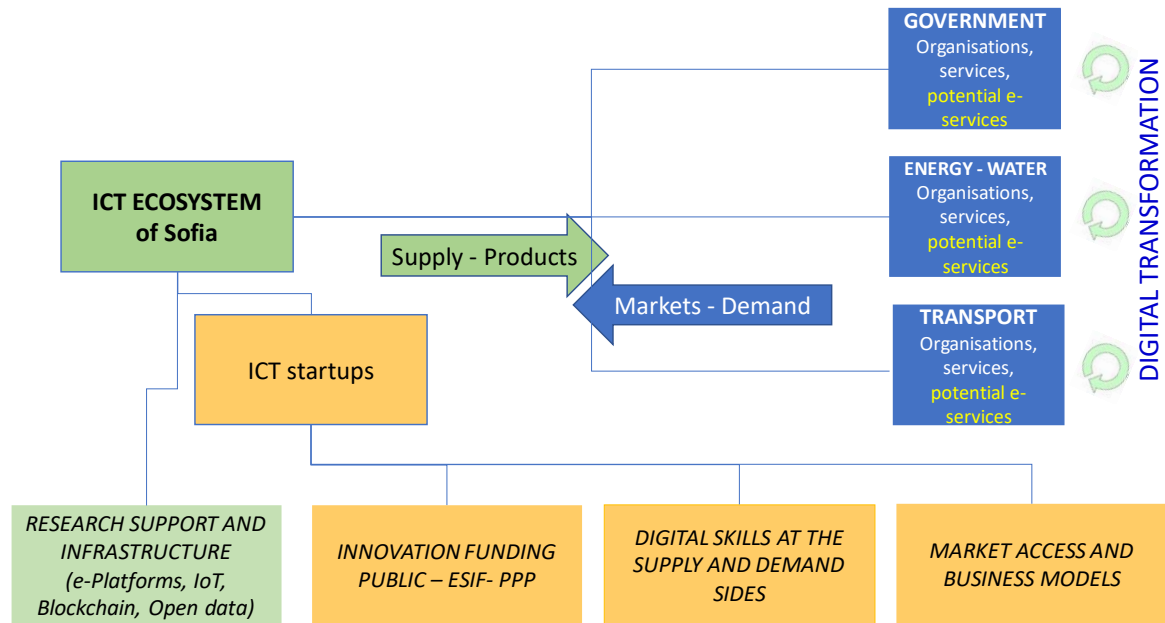 GOVERNMENT
Organisations,
services,
potential e-
services
DIGITAL TRANSFORMATION
ICT ECOSYSTEM
of Sofia
ENERGY - WATER
Organisations,
services,
potential e-
services
Supply - Products
Markets - Demand
TRANSPORT
Organisations,
services,
potential e-
services
ICT startups
RESEARCH SUPPORT AND
INFRASTRUCTURE
(e-Platforms, IoT,
Blockchain, Open data)
INNOVATION FUNDING
PUBLIC – ESIF- PPP
DIGITAL SKILLS AT THE
SUPPLY AND DEMAND
SIDES
MARKET ACCESS AND
BUSINESS MODELS